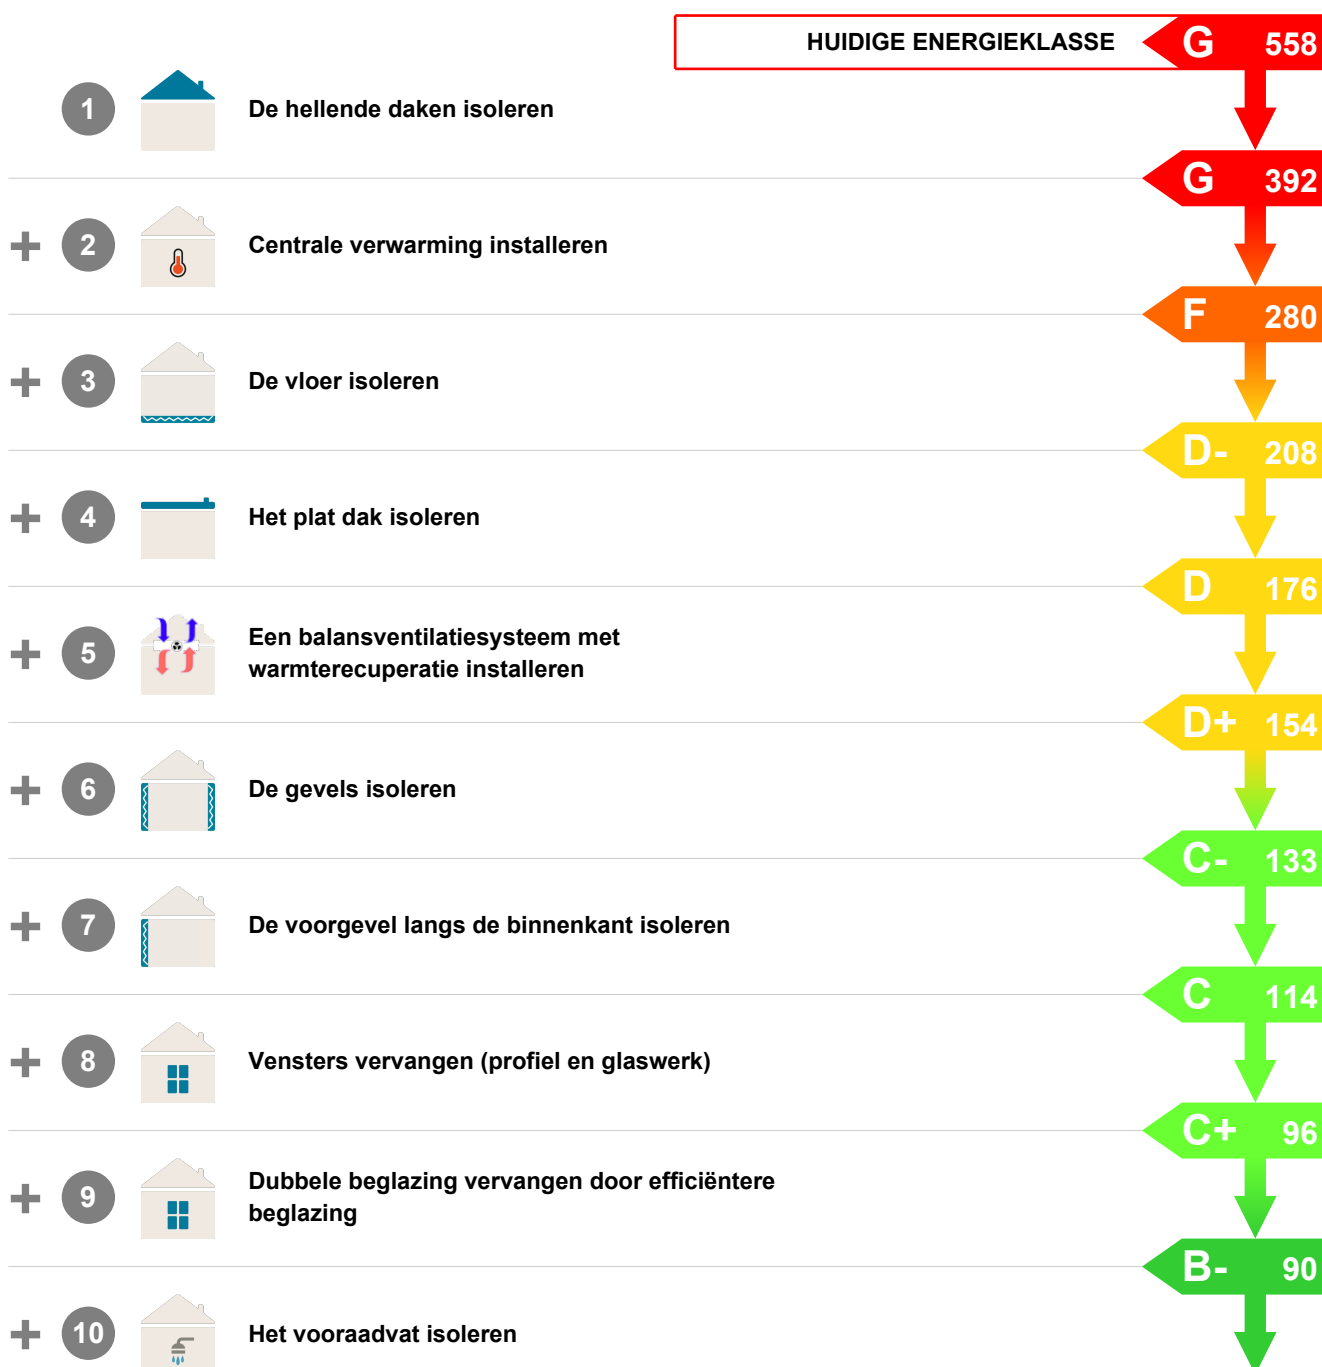 HUIDIGE ENERGIEKLASSE G 558
1 De hellende daken isoleren
G 392
+ 2 Centrale verwarming installeren
F 280
+ 3 De vloer isoleren
D- 208
+ 4 Het plat dak isoleren
D 176
+ 5 Een balansventilatiesysteem met
warmterecuperatie installeren
D+ 154
+ 6 De gevels isoleren
C- 133
+ 7 De voorgevel langs de binnenkant isoleren
C 114
+ 8 Vensters vervangen (profiel en glaswerk)
C+ 96
+ 9 Dubbele beglazing vervangen door efficiëntere
beglazing
B- 90
+ 10 Het vooraadvat isoleren